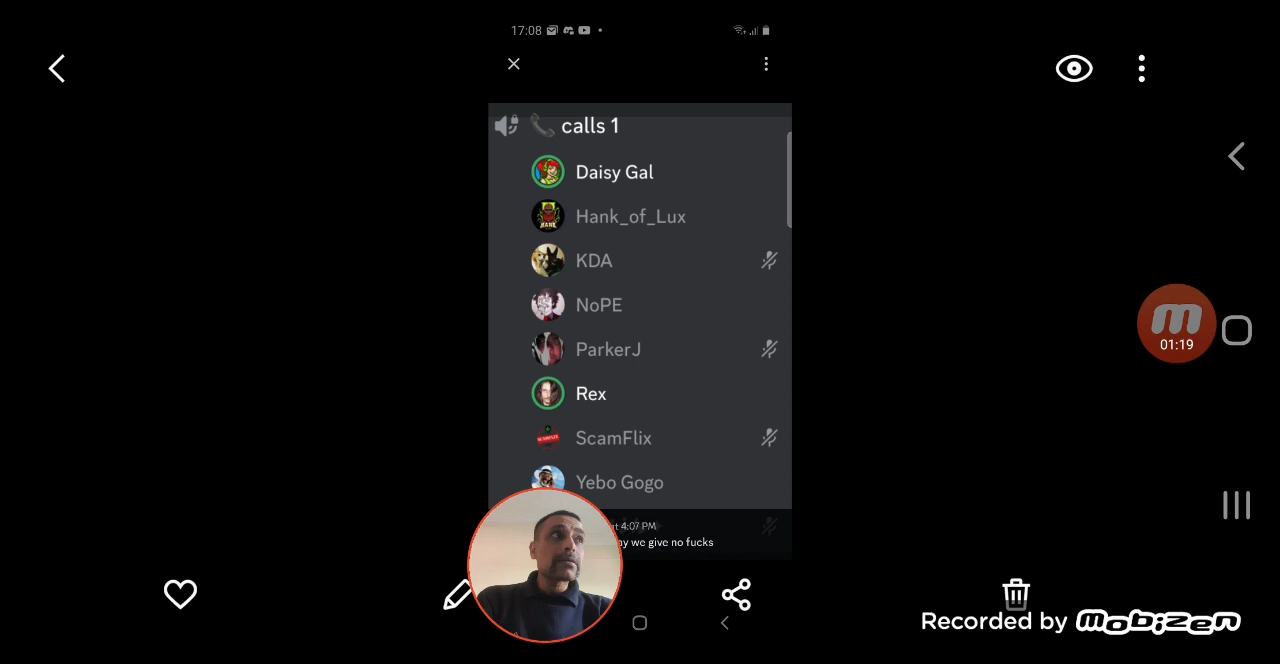 17:08
calls 1
Daisy Gal
Hank_of_Lux
KDA
NoPE
ParkerJ
Rex
ScamFlix
Yebo Gogo
4:07 PM
we give no fucks
01:19
Recorded by mobizen